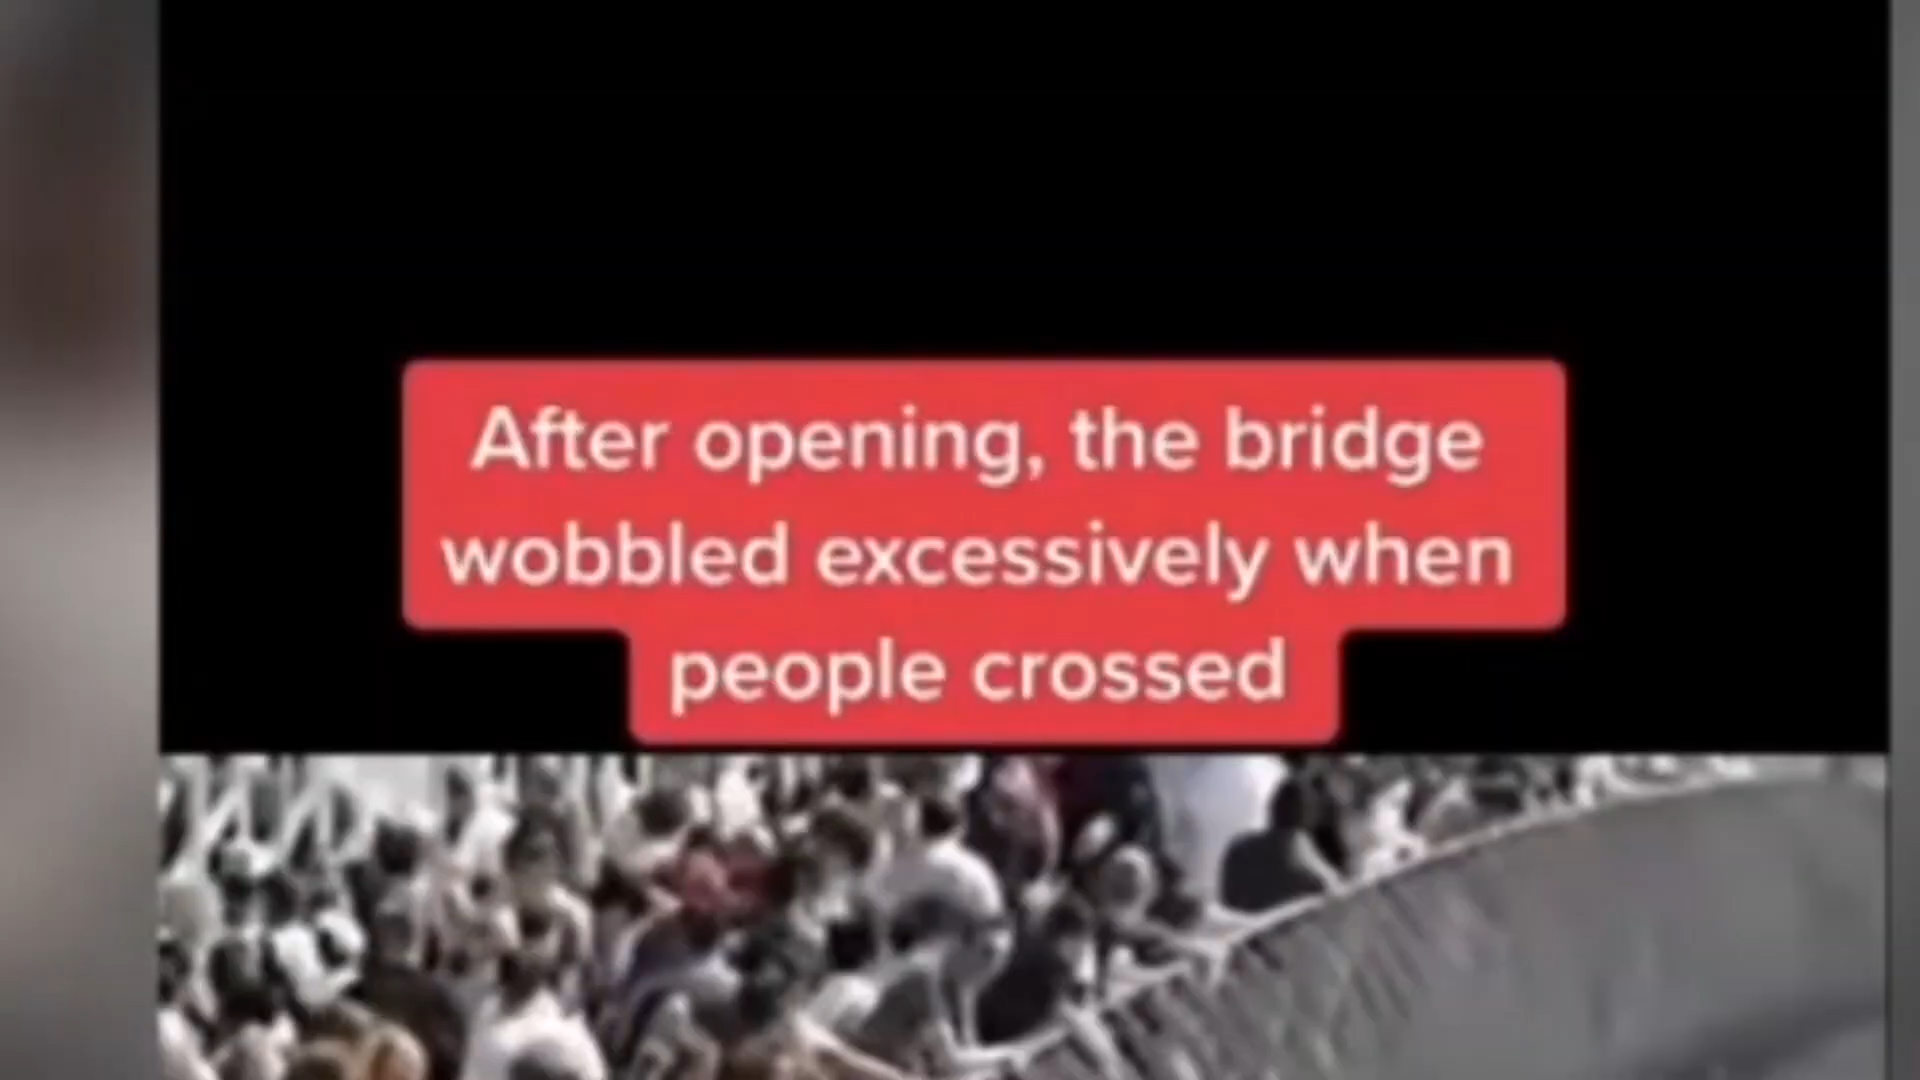 After opening, the bridge
wobbled excessively when
people crossed